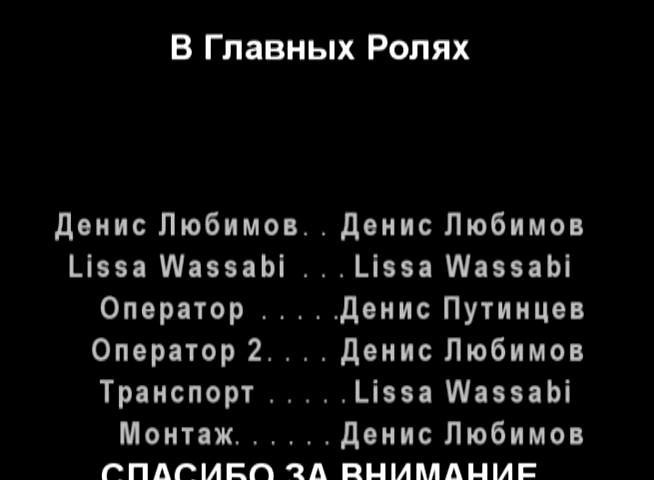 В Главных Ролях
Денис Любимов. . Денис Любимов
Lissa Wassabi . . . Lissa Wassabi
Оператор . . . . .Денис Путинцев
Оператор 2. . . . Денис Любимов
Транспорт . . . . . Lissa Wassabi
Монтаж. . . . . . Денис Любимов
СПАСИБО ЗА ВНИМАНИЕ